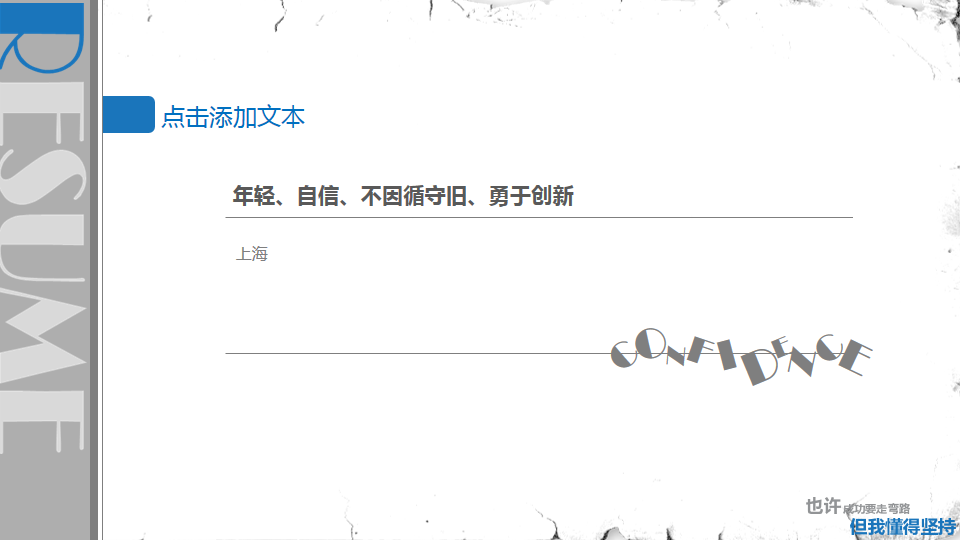 RESUME
点击添加文本
年轻、自信、不因循守旧、勇于创新
上海
CONFIDENCE
也许成功要走弯路
但我懂得坚持